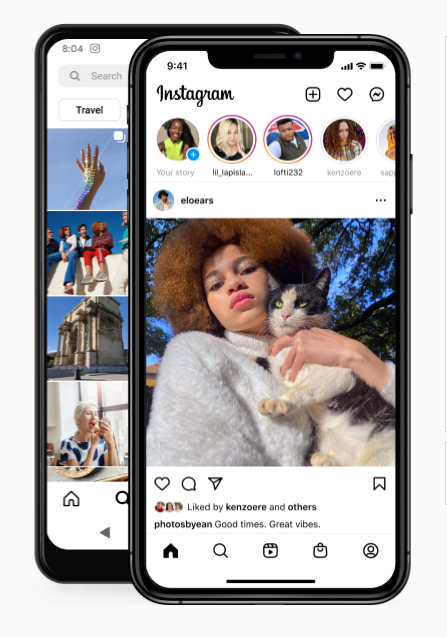 8:04
Search
Travel
9:41
Instagram
Your story
lil_lapisla...
lofti232
kenzoere
sapp
eloears
Liked by kenzoere and others
photosbyean Good times. Great vibes.